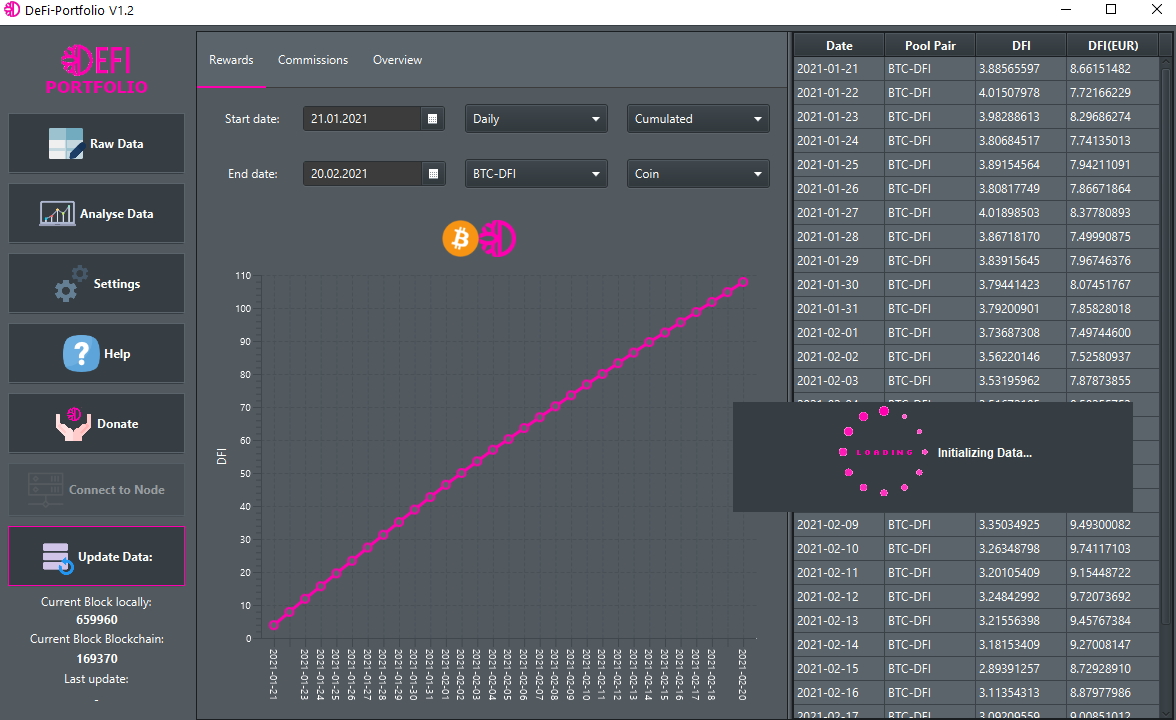 DeFi-Portfolio V1.2
DEFI
PORTFOLIO
Raw Data
Analyse Data
Settings
Help
Donate
Connect to Node
Update Data:
Current Block locally:
659960
Current Block Blockchain:
169370
Last update:
-
Rewards Commissions Overview
Start date: 21.01.2021 Daily Cumulated
End date: 20.02.2021 BTC-DFI Coin
DFI
110
100
90
80
70
60
50
40
30
20
10
0
2021-01-21
2021-01-23
2021-01-24
2021-01-25
2021-01-26
2021-01-27
2021-01-28
2021-01-29
2021-01-30
2021-01-31
2021-02-01
2021-02-02
2021-02-03
2021-02-04
2021-02-05
2021-02-06
2021-02-07
2021-02-08
2021-02-09
2021-02-10
2021-02-11
2021-02-12
2021-02-13
2021-02-14
2021-02-15
2021-02-16
2021-02-17
2021-02-18
2021-02-20
Date Pool Pair DFI DFI(EUR)
2021-01-21 BTC-DFI 3.88565597 8.66151482
2021-01-22 BTC-DFI 4.01507978 7.72166229
2021-01-23 BTC-DFI 3.98288613 8.29686274
2021-01-24 BTC-DFI 3.80684517 7.74135013
2021-01-25 BTC-DFI 3.89154564 7.94211091
2021-01-26 BTC-DFI 3.80817749 7.86671864
2021-01-27 BTC-DFI 4.01898503 8.37780893
2021-01-28 BTC-DFI 3.86718170 7.49990875
2021-01-29 BTC-DFI 3.83915645 7.96746376
2021-01-30 BTC-DFI 3.79441423 8.07451767
2021-01-31 BTC-DFI 3.79200901 7.85828018
2021-02-01 BTC-DFI 3.73687308 7.49744600
2021-02-02 BTC-DFI 3.56220146 7.52580937
2021-02-03 BTC-DFI 3.53195962 7.87873855
LOADING Initializing Data...
2021-02-09 BTC-DFI 3.35034925 9.49300082
2021-02-10 BTC-DFI 3.26348798 9.74117103
2021-02-11 BTC-DFI 3.20105409 9.15448722
2021-02-12 BTC-DFI 3.24842992 9.72073692
2021-02-13 BTC-DFI 3.21556398 9.45767384
2021-02-14 BTC-DFI 3.18153409 9.27008147
2021-02-15 BTC-DFI 2.89391257 8.72928910
2021-02-16 BTC-DFI 3.11354313 8.87977986
2021-02-17 BTC-DFI 3.09209559 9.00851012